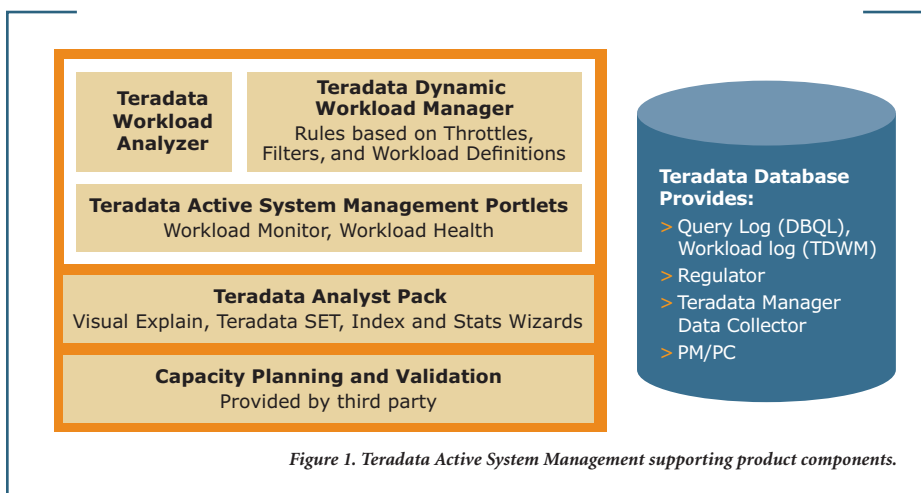 Teradata
Workload
Analyzer
Teradata Dynamic
Workload Manager
Rules based on Throttles,
Filters, and Workload Definitions
Teradata Active System Management Portlets
Workload Monitor, Workload Health
Teradata Analyst Pack
Visual Explain, Teradata SET, Index and Stats Wizards
Capacity Planning and Validation
Provided by third party
Teradata Database
Provides:
> Query Log (DBQL),
Workload log (TDWM)
> Regulator
> Teradata Manager
Data Collector
> PM/PC
Figure 1. Teradata Active System Management supporting product components.